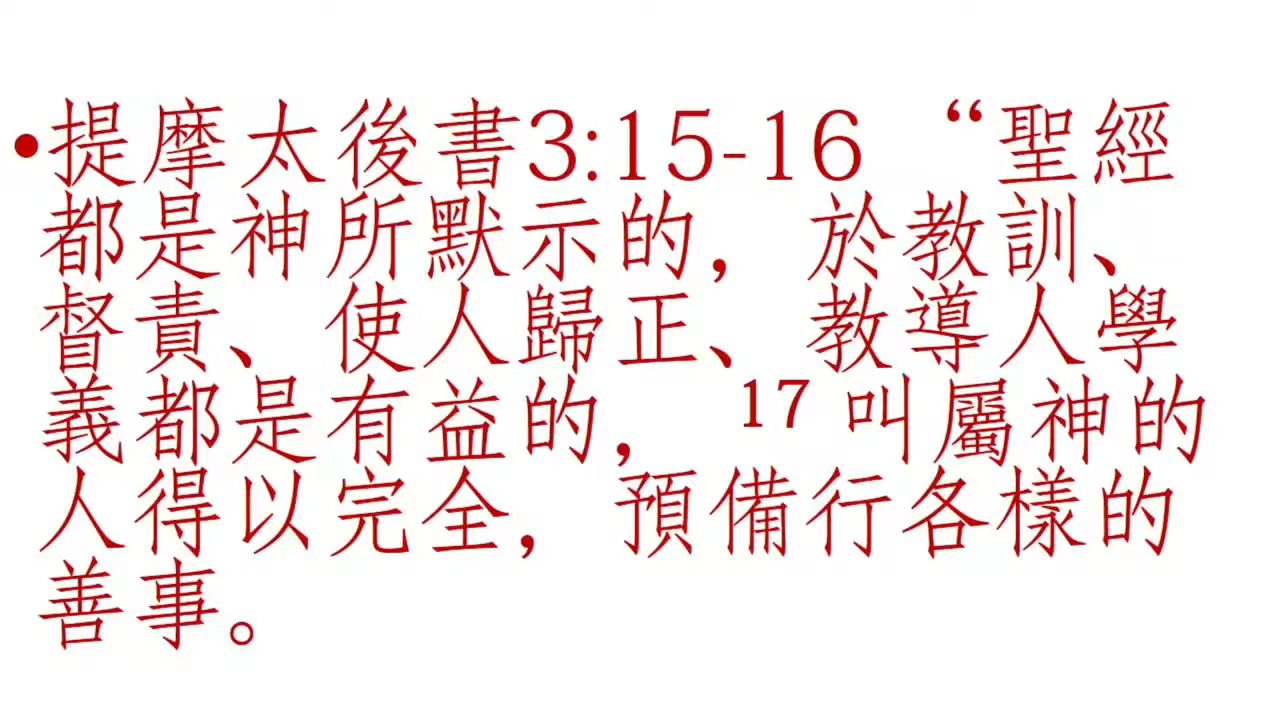 •提摩太後書3:15-16 “聖經
都是神所默示的，於教訓、
督責、使人歸正、教導人學
義都是有益的，17 叫屬神的
人得以完全，預備行各樣的
善事。